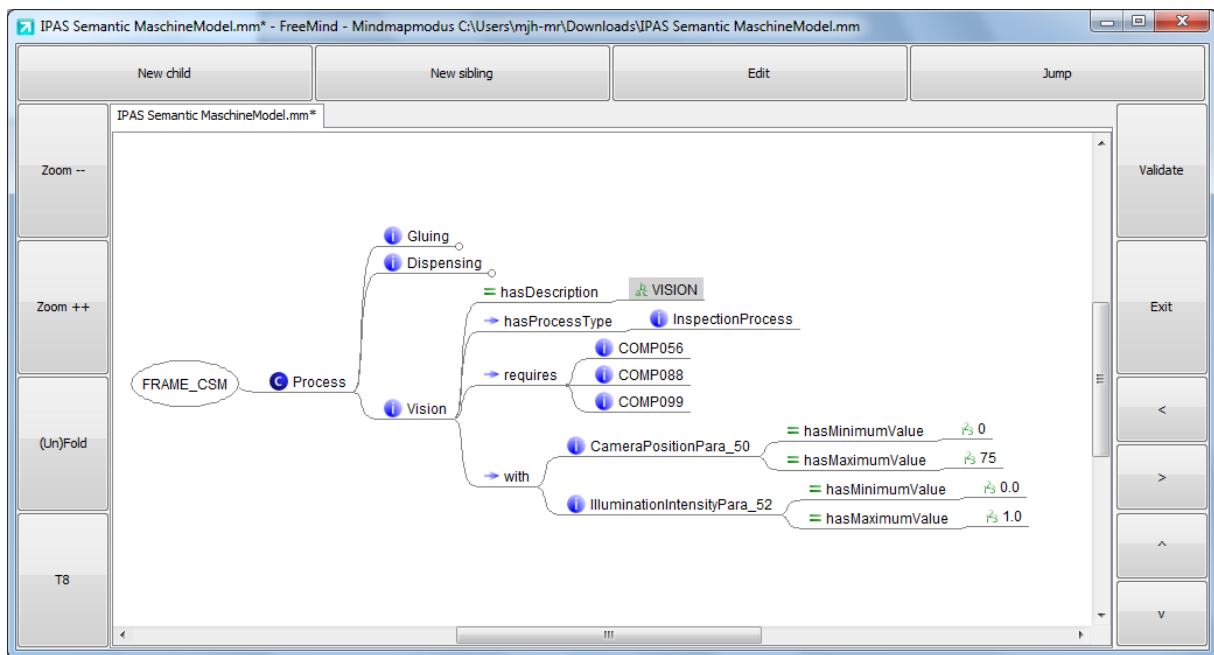 IPAS Semantic MaschineModel.mm* - FreeMind - Mindmapmodus C:\Users\mjh-mr\Downloads\IPAS Semantic MaschineModel.mm
New child New sibling Edit Jump
IPAS Semantic MaschineModel.mm*
Zoom --
Zoom ++
(Un)Fold
T8
FRAME_CSM
Process
Gluing
Dispensing
Vision
hasDescription VISION
hasProcessType InspectionProcess
requires
COMP056
COMP088
COMP099
with
CameraPositionPara_50
hasMinimumValue 0
hasMaximumValue 75
IlluminationIntensityPara_52
hasMinimumValue 0.0
hasMaximumValue 1.0
Validate
Exit
<
>
^
v